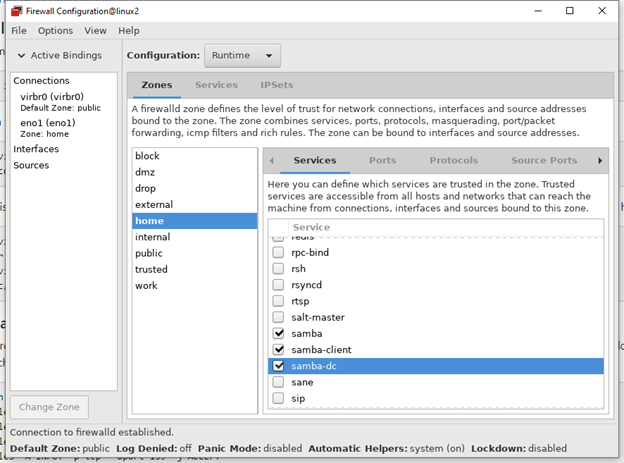 Firewall Configuration@linux2
File Options View Help
Active Bindings
Configuration: Runtime
Connections
virbr0 (virbr0)
Default Zone: public
eno1 (eno1)
Zone: home
Interfaces
Sources
Change Zone
Zones Services IPSets
A firewalld zone defines the level of trust for network connections, interfaces and source addresses
bound to the zone. The zone combines services, ports, protocols, masquerading, port/packet
forwarding, icmp filters and rich rules. The zone can be bound to interfaces and source addresses.
block
dmz
drop
external
home
internal
public
trusted
work
Services Ports Protocols Source Ports
Here you can define which services are trusted in the zone. Trusted
services are accessible from all hosts and networks that can reach the
machine from connections, interfaces and sources bound to this zone.
Service
redis
rpc-bind
rsh
rsyncd
rtsp
salt-master
samba
samba-client
samba-dc
sane
sip
Connection to firewalld established.
Default Zone: public Log Denied: off Panic Mode: disabled Automatic Helpers: system (on) Lockdown: disabled